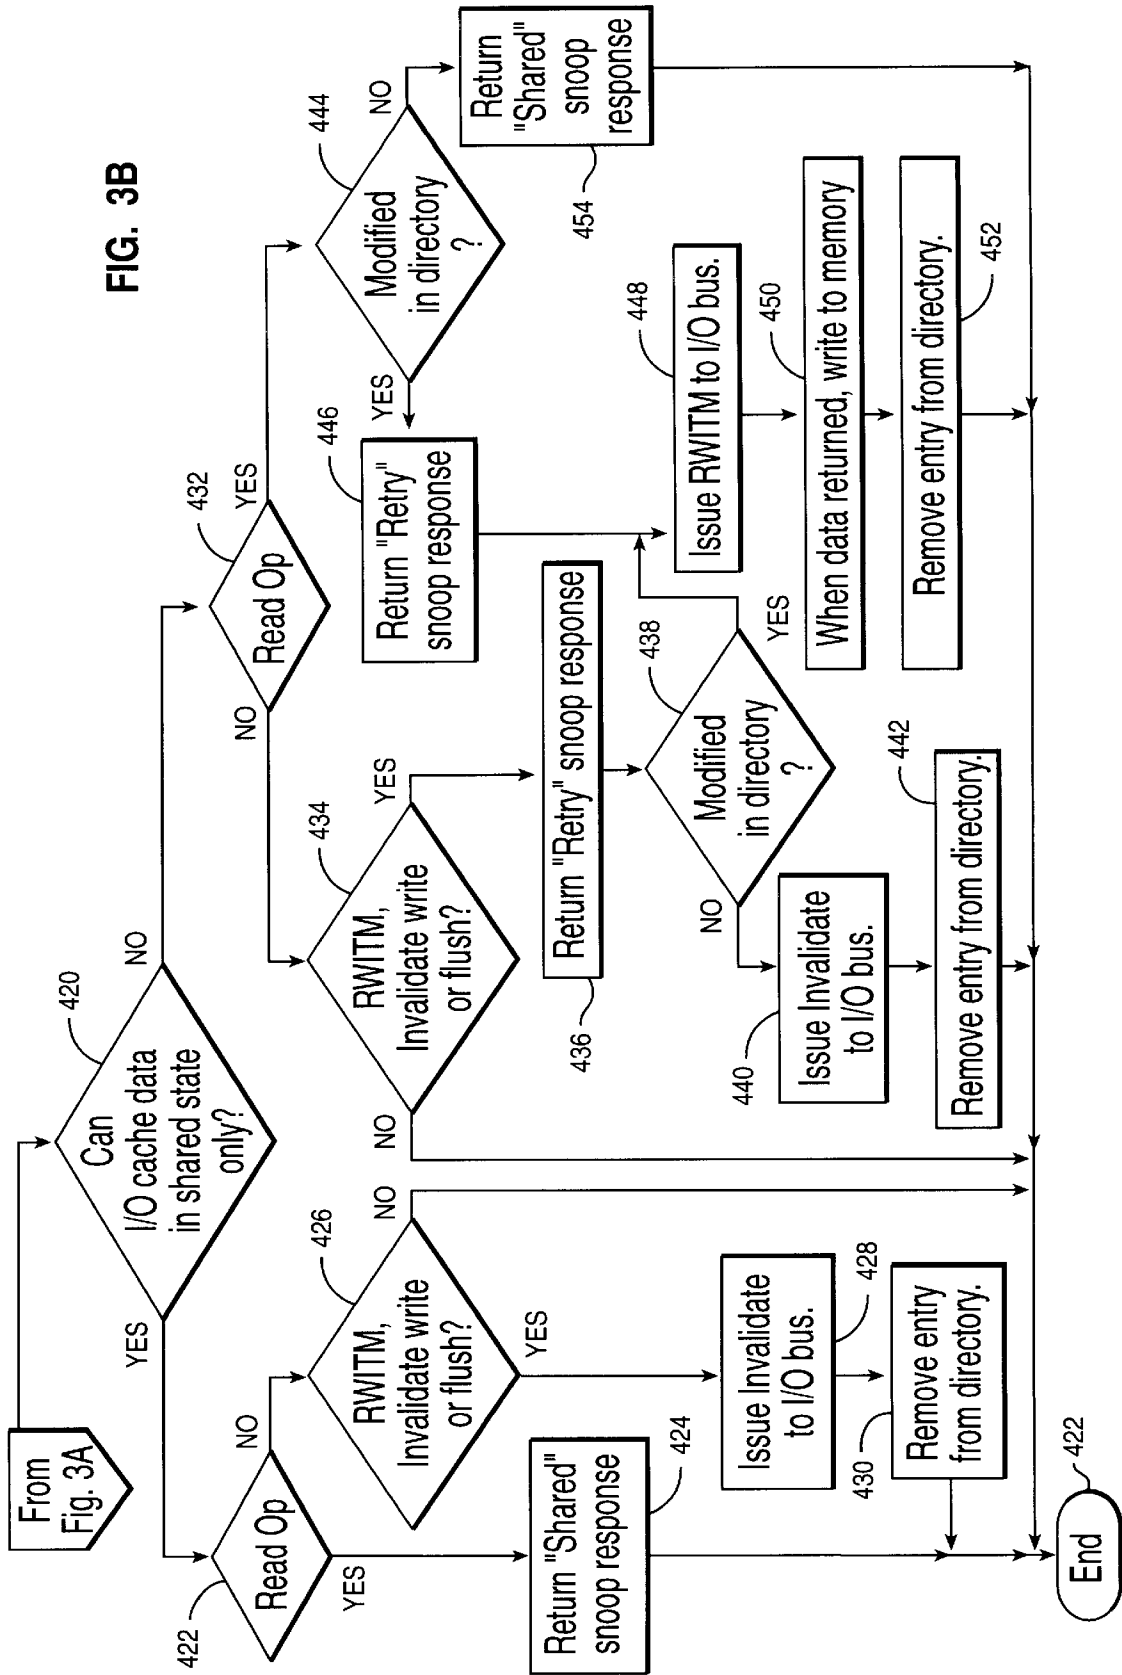 FIG. 3B
From
Fig. 3A
420
Can
I/O cache data
in shared state
only?
YES
NO
422
Read Op
NO
YES
432
Read Op
NO
YES
426
RWITM,
Invalidate write
or flush?
NO
YES
434
RWITM,
Invalidate write
or flush?
NO
YES
444
Modified
in directory
?
YES
NO
446
Return "Retry"
snoop response
Return "Shared"
snoop
response
454
424
Return "Shared"
snoop response
436
Return "Retry" snoop response
438
Modified
in directory
?
NO
YES
428
Issue Invalidate
to I/O bus.
430
Remove entry
from directory.
440
Issue Invalidate
to I/O bus.
442
Remove entry from directory.
448
Issue RWITM to I/O bus.
450
When data returned, write to memory
Remove entry from directory.
452
422
End